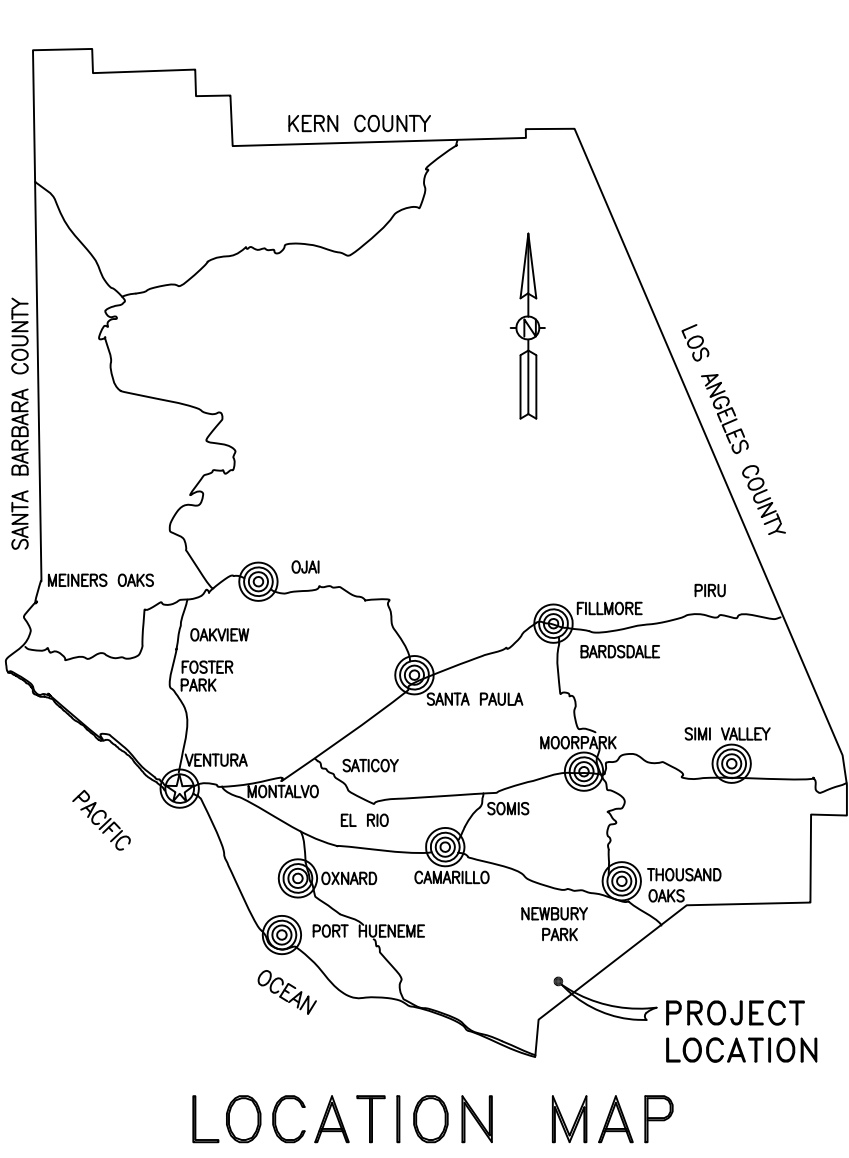 KERN COUNTY
N
SANTA BARBARA COUNTY
LOS ANGELES COUNTY
OJAI
MEINERS OAKS
PIRU
FILLMORE
OAKVIEW
BARDSDALE
FOSTER
PARK
SANTA PAULA
SIMI VALLEY
MOORPARK
VENTURA
SATICOY
MONTALVO
SOMIS
PACIFIC
EL RIO
CAMARILLO
OXNARD
THOUSAND
OAKS
NEWBURY
PARK
PORT HUENEME
OCEAN
PROJECT
LOCATION
LOCATION MAP